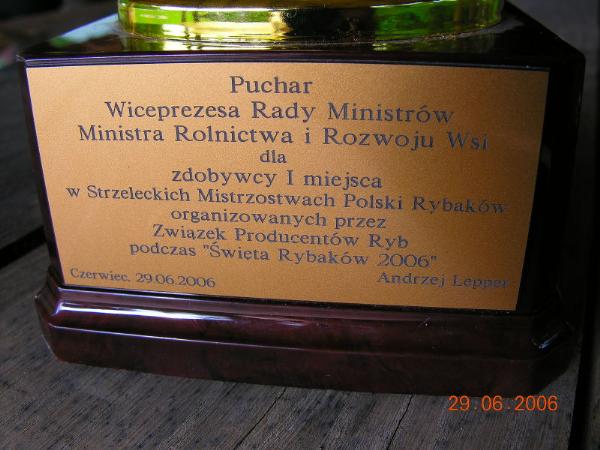 Puchar
Wiceprezesa Rady Ministrów
Ministra Rolnictwa i Rozwoju Wsi
dla
zdobywcy I miejsca
w Strzeleckich Mistrzostwach Polski Rybaków
organizowanych przez
Związek Producentów Ryb
podczas "Święta Rybaków 2006"
Czerwiec, 29.06.2006 Andrzej Lepper
29.06.2006